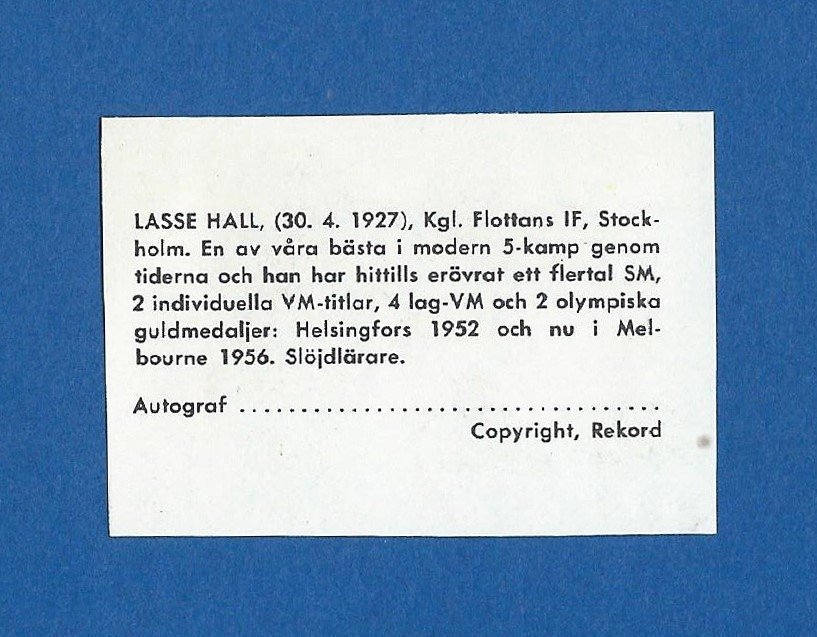 LASSE HALL, (30. 4. 1927), Kgl. Flottans IF, Stock-
holm. En av våra bästa i modern 5-kamp genom
tiderna och han har hittills erövrat ett flertal SM,
2 individuella VM-titlar, 4 lag-VM och 2 olympiska
guldmedaljer: Helsingfors 1952 och nu i Mel-
bourne 1956. Slöjdlärare.
Autograf ...................................
Copyright, Rekord